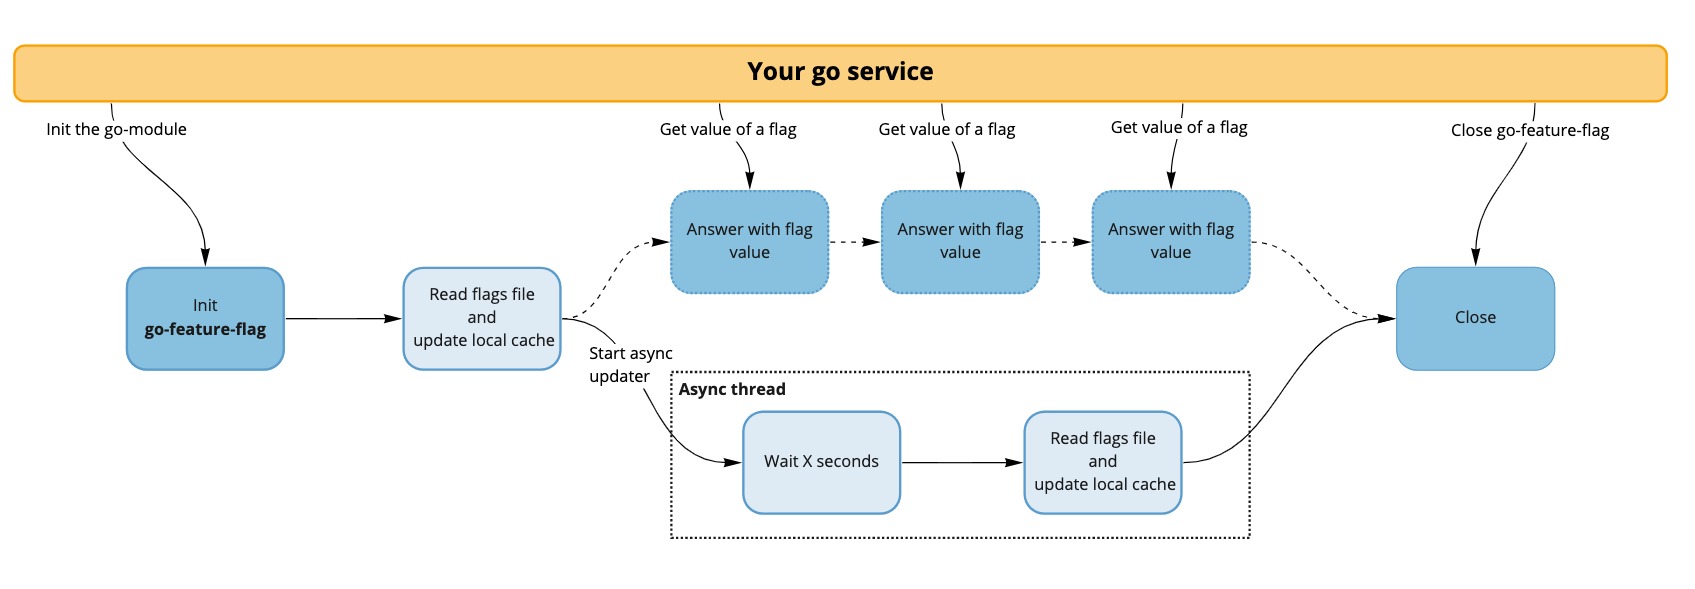 Your go service
Init the go-module
Get value of a flag
Get value of a flag
Get value of a flag
Close go-feature-flag
Answer with flag
value
Answer with flag
value
Answer with flag
value
Init
go-feature-flag
Read flags file
and
update local cache
Close
Start async
updater
Async thread
Wait X seconds
Read flags file
and
update local cache